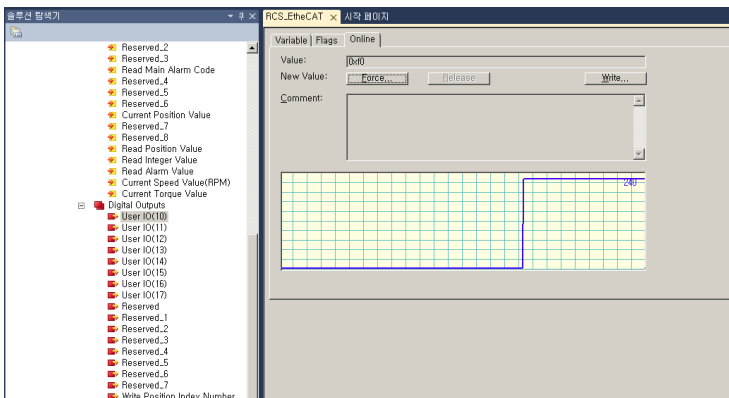 솔루션 탐색기
RCS_EtheCAT
시작 페이지
Reserved_2
Reserved_3
Read Main Alarm Code
Reserved_4
Reserved_5
Reserved_6
Current Position Value
Reserved_7
Reserved_8
Read Position Value
Read Integer Value
Read Alarm Value
Current Speed Value(RPM)
Current Torque Value
Digital Outputs
User IO(10)
User IO(11)
User IO(12)
User IO(13)
User IO(14)
User IO(15)
User IO(16)
User IO(17)
Reserved
Reserved_1
Reserved_2
Reserved_3
Reserved_4
Reserved_5
Reserved_6
Reserved_7
Write Position Index Number
Variable Flags Online
Value: 0xf0
New Value: Force... Release Write...
Comment:
240